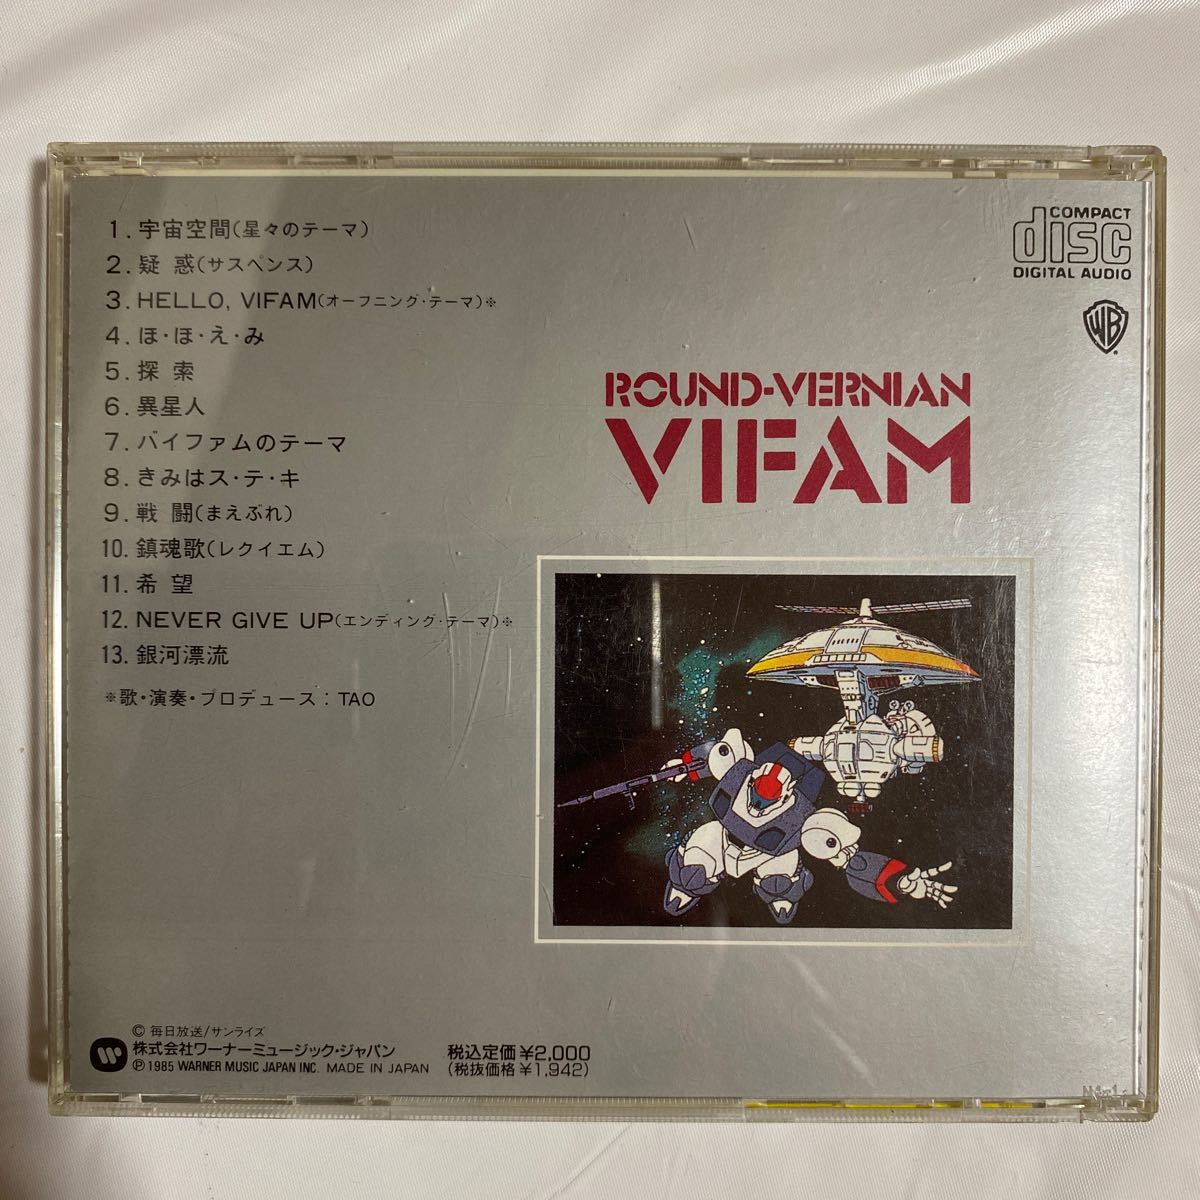 1. 宇宙空間(星々のテーマ)
2. 疑 惑(サスペンス)
3. HELLO, VIFAM(オープニング・テーマ)※
4. ほ・ほ・え・み
5. 探 索
6. 異星人
7. バイファムのテーマ
8. きみはス・テ・キ
9. 戦 闘(まえぶれ)
10. 鎮魂歌(レクイエム)
11. 希 望
12. NEVER GIVE UP(エンディング・テーマ)※
13. 銀河漂流
※歌・演奏・プロデュース：TAO
COMPACT
disc
DIGITAL AUDIO
WB
ROUND-VERNIAN
VIFAM
© 毎日放送/サンライズ
株式会社ワーナーミュージック・ジャパン
℗ 1985 WARNER MUSIC JAPAN INC. MADE IN JAPAN
税込定価¥2,000
(税抜価格¥1,942)